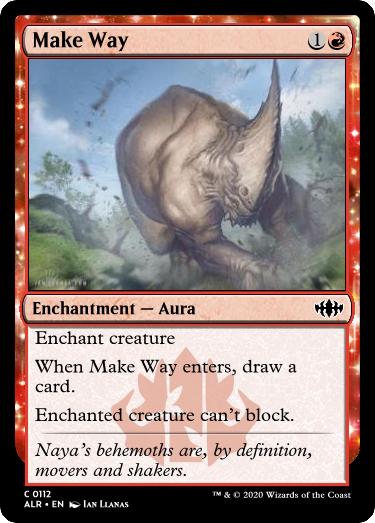 Make Way
1
Enchantment — Aura
Enchant creature
When Make Way enters, draw a
card.
Enchanted creature can't block.
Naya's behemoths are, by definition,
movers and shakers.
C 0112
ALR • EN Ian Llanas
™ & © 2020 Wizards of the Coast